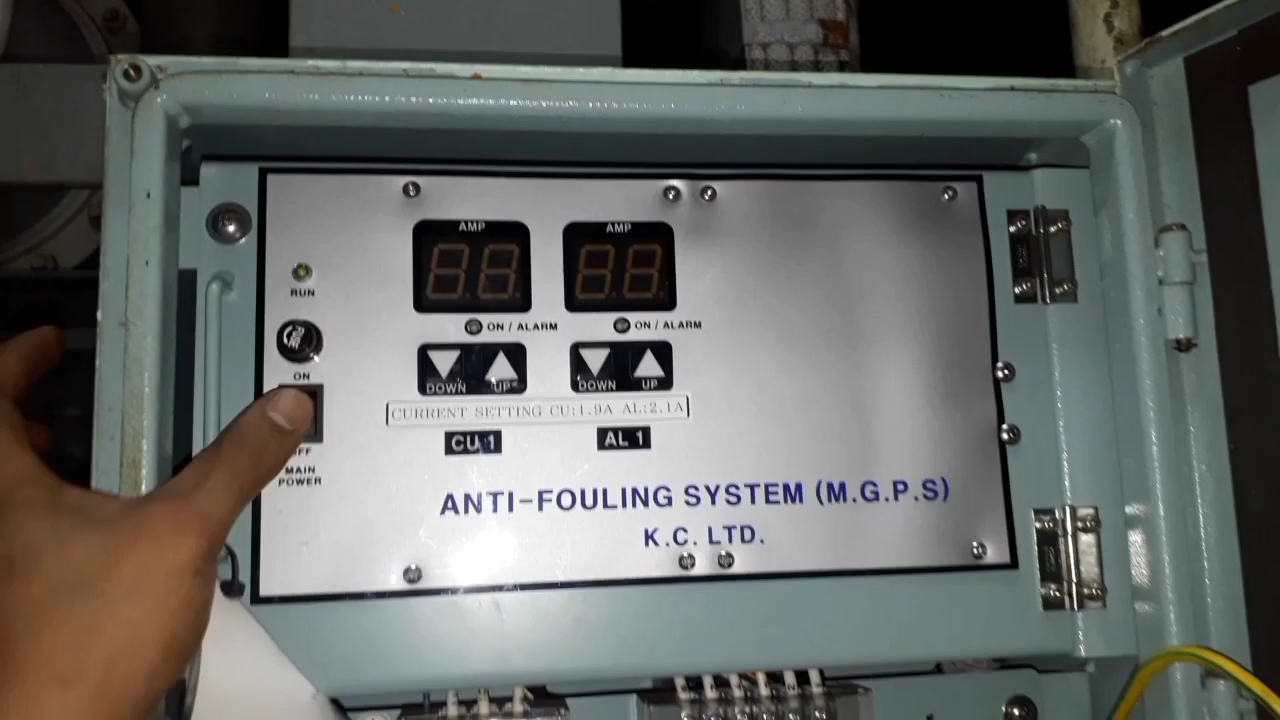 AMP
AMP
RUN
ON / ALARM
ON / ALARM
FUSE
ON
DOWN
UP
DOWN
UP
CURRENT SETTING CU:1.9A AL:2.1A
CU 1
AL 1
MAIN
POWER
ANTI-FOULING SYSTEM (M.G.P.S)
K.C. LTD.